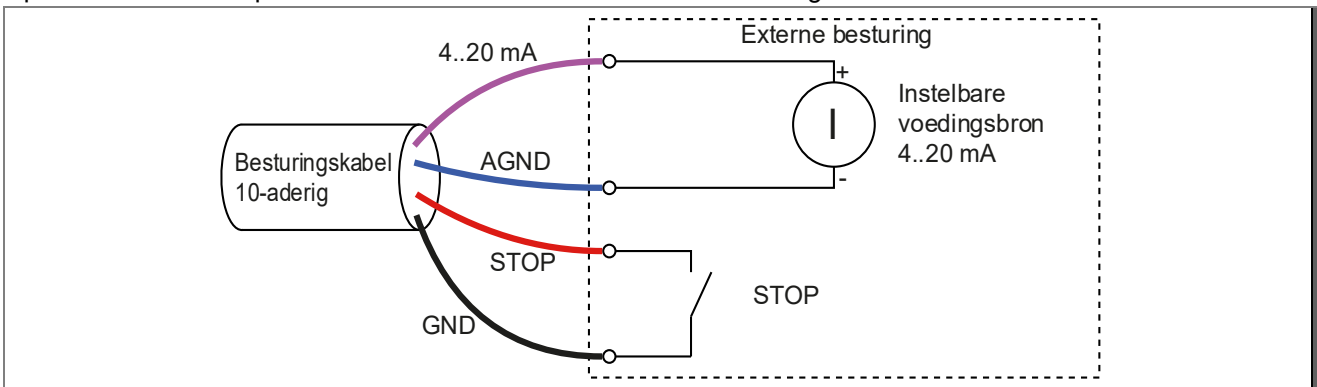 Externe besturing
4..20 mA
+
Instelbare
voedingsbron
4..20 mA
I
-
Besturingskabel
10-aderig
AGND
STOP
STOP
GND